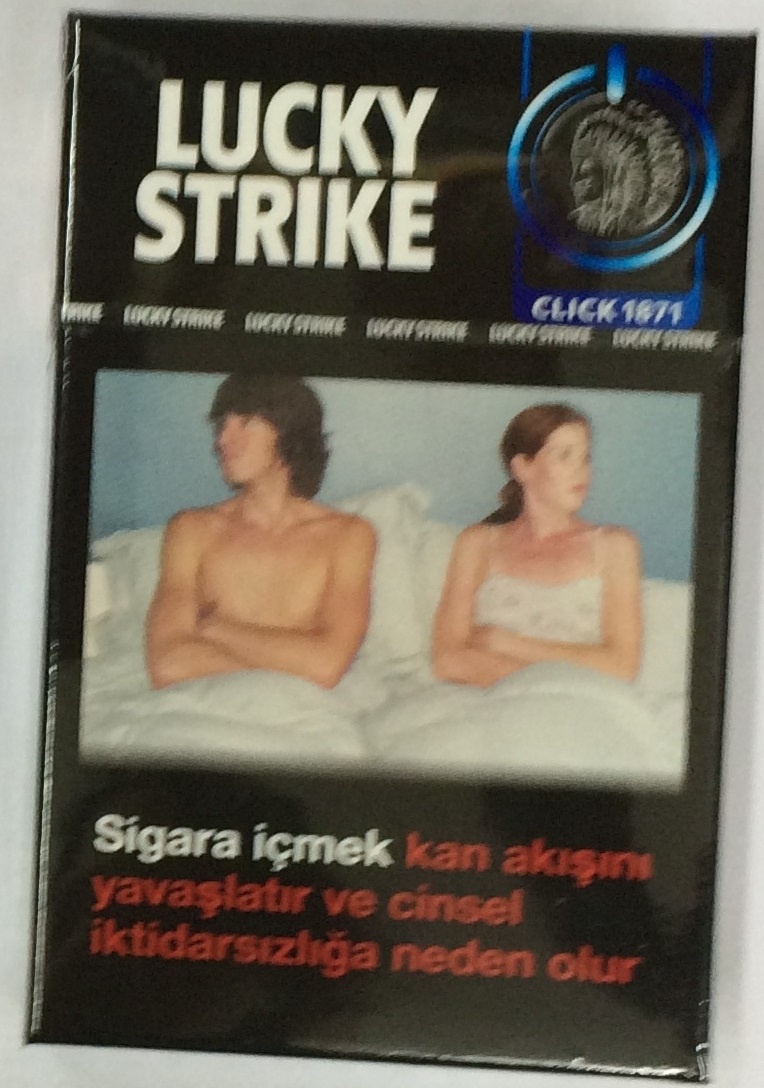 LUCKY
STRIKE
CLICK 1871
RIKE LUCKY STRIKE LUCKY STRIKE LUCKY STRIKE LUCKY STRIKE LUCKY STRIKE
Sigara içmek kan akışını
yavaşlatır ve cinsel
iktidarsızlığa neden olur